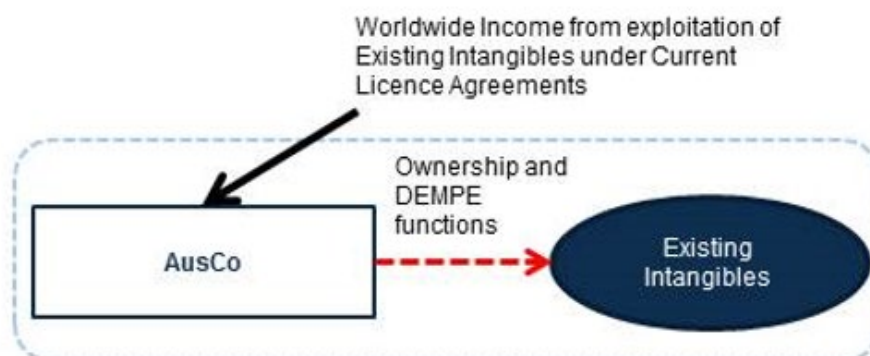 Worldwide Income from exploitation of
Existing Intangibles under Current
Licence Agreements
Ownership and
DEMPE
functions
AusCo
Existing
Intangibles